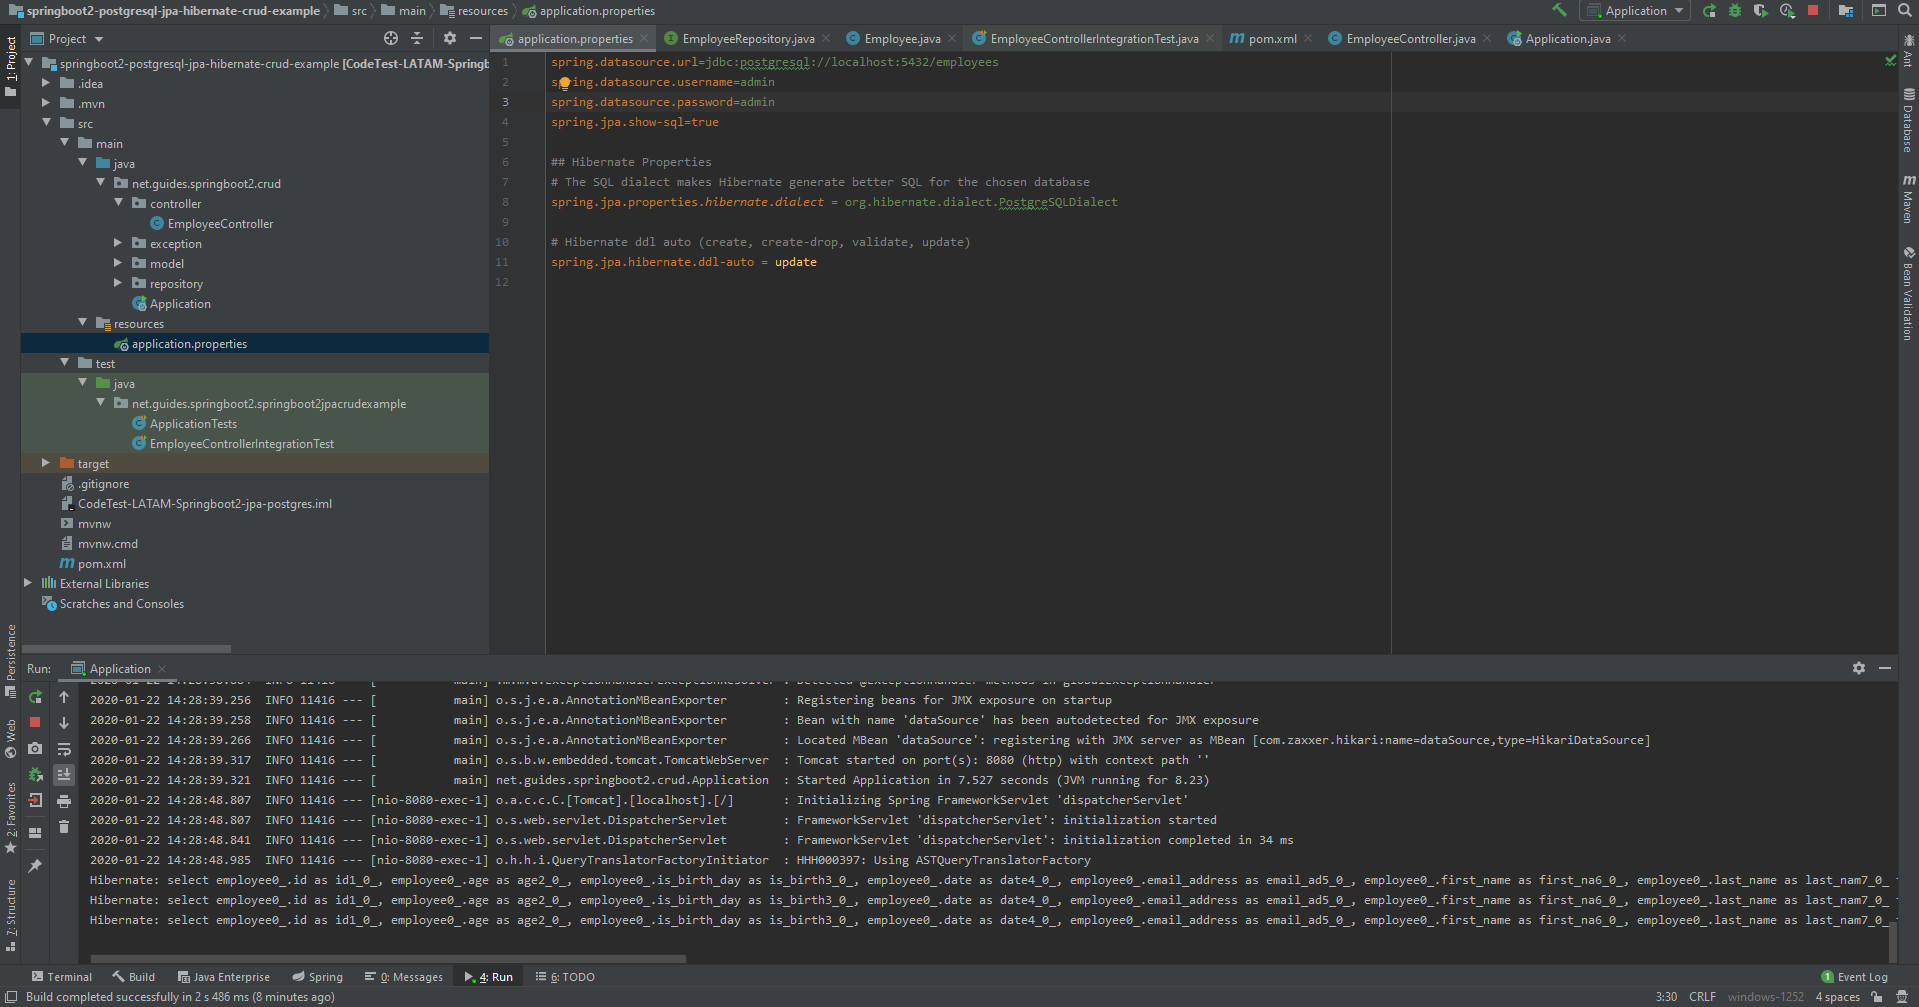 springboot2-postgresql-jpa-hibernate-crud-example src main resources application.properties
Application
1: Project
Project
application.properties EmployeeRepository.java Employee.java EmployeeControllerIntegrationTest.java pom.xml EmployeeController.java Application.java
springboot2-postgresql-jpa-hibernate-crud-example [CodeTest-LATAM-Springb
.idea
.mvn
src
main
java
net.guides.springboot2.crud
controller
EmployeeController
exception
model
repository
Application
resources
application.properties
test
java
net.guides.springboot2.springboot2jpacrudexample
ApplicationTests
EmployeeControllerIntegrationTest
target
.gitignore
CodeTest-LATAM-Springboot2-jpa-postgres.iml
mvnw
mvnw.cmd
pom.xml
External Libraries
Scratches and Consoles
1 spring.datasource.url=jdbc:postgresql://localhost:5432/employees
2 spring.datasource.username=admin
3 spring.datasource.password=admin
4 spring.jpa.show-sql=true
5
6 ## Hibernate Properties
7 # The SQL dialect makes Hibernate generate better SQL for the chosen database
8 spring.jpa.properties.hibernate.dialect = org.hibernate.dialect.PostgreSQLDialect
9
10 # Hibernate ddl auto (create, create-drop, validate, update)
11 spring.jpa.hibernate.ddl-auto = update
12
Ant
Database
Maven
Bean Validation
Persistence
Web
2: Favorites
7: Structure
Run: Application
2020-01-22 14:28:39.256  INFO 11416 --- [           main] o.s.j.e.a.AnnotationMBeanExporter        : Registering beans for JMX exposure on startup
2020-01-22 14:28:39.258  INFO 11416 --- [           main] o.s.j.e.a.AnnotationMBeanExporter        : Bean with name 'dataSource' has been autodetected for JMX exposure
2020-01-22 14:28:39.266  INFO 11416 --- [           main] o.s.j.e.a.AnnotationMBeanExporter        : Located MBean 'dataSource': registering with JMX server as MBean [com.zaxxer.hikari:name=dataSource,type=HikariDataSource]
2020-01-22 14:28:39.317  INFO 11416 --- [           main] o.s.b.w.embedded.tomcat.TomcatWebServer  : Tomcat started on port(s): 8080 (http) with context path ''
2020-01-22 14:28:39.321  INFO 11416 --- [           main] net.guides.springboot2.crud.Application  : Started Application in 7.527 seconds (JVM running for 8.23)
2020-01-22 14:28:48.807  INFO 11416 --- [nio-8080-exec-1] o.a.c.c.C.[Tomcat].[localhost].[/]       : Initializing Spring FrameworkServlet 'dispatcherServlet'
2020-01-22 14:28:48.807  INFO 11416 --- [nio-8080-exec-1] o.s.web.servlet.DispatcherServlet        : FrameworkServlet 'dispatcherServlet': initialization started
2020-01-22 14:28:48.841  INFO 11416 --- [nio-8080-exec-1] o.s.web.servlet.DispatcherServlet        : FrameworkServlet 'dispatcherServlet': initialization completed in 34 ms
2020-01-22 14:28:48.985  INFO 11416 --- [nio-8080-exec-1] o.h.h.i.QueryTranslatorFactoryInitiator  : HHH000397: Using ASTQueryTranslatorFactory
Hibernate: select employee0_.id as id1_0_, employee0_.age as age2_0_, employee0_.is_birth_day as is_birth3_0_, employee0_.date as date4_0_, employee0_.email_address as email_ad5_0_, employee0_.first_name as first_na6_0_, employee0_.last_name as last_nam7_0_
Hibernate: select employee0_.id as id1_0_, employee0_.age as age2_0_, employee0_.is_birth_day as is_birth3_0_, employee0_.date as date4_0_, employee0_.email_address as email_ad5_0_, employee0_.first_name as first_na6_0_, employee0_.last_name as last_nam7_0_
Hibernate: select employee0_.id as id1_0_, employee0_.age as age2_0_, employee0_.is_birth_day as is_birth3_0_, employee0_.date as date4_0_, employee0_.email_address as email_ad5_0_, employee0_.first_name as first_na6_0_, employee0_.last_name as last_nam7_0_
Terminal Build Java Enterprise Spring 0: Messages 4: Run 6: TODO 1 Event Log
Build completed successfully in 2 s 486 ms (8 minutes ago) 3:30 CRLF windows-1252 4 spaces